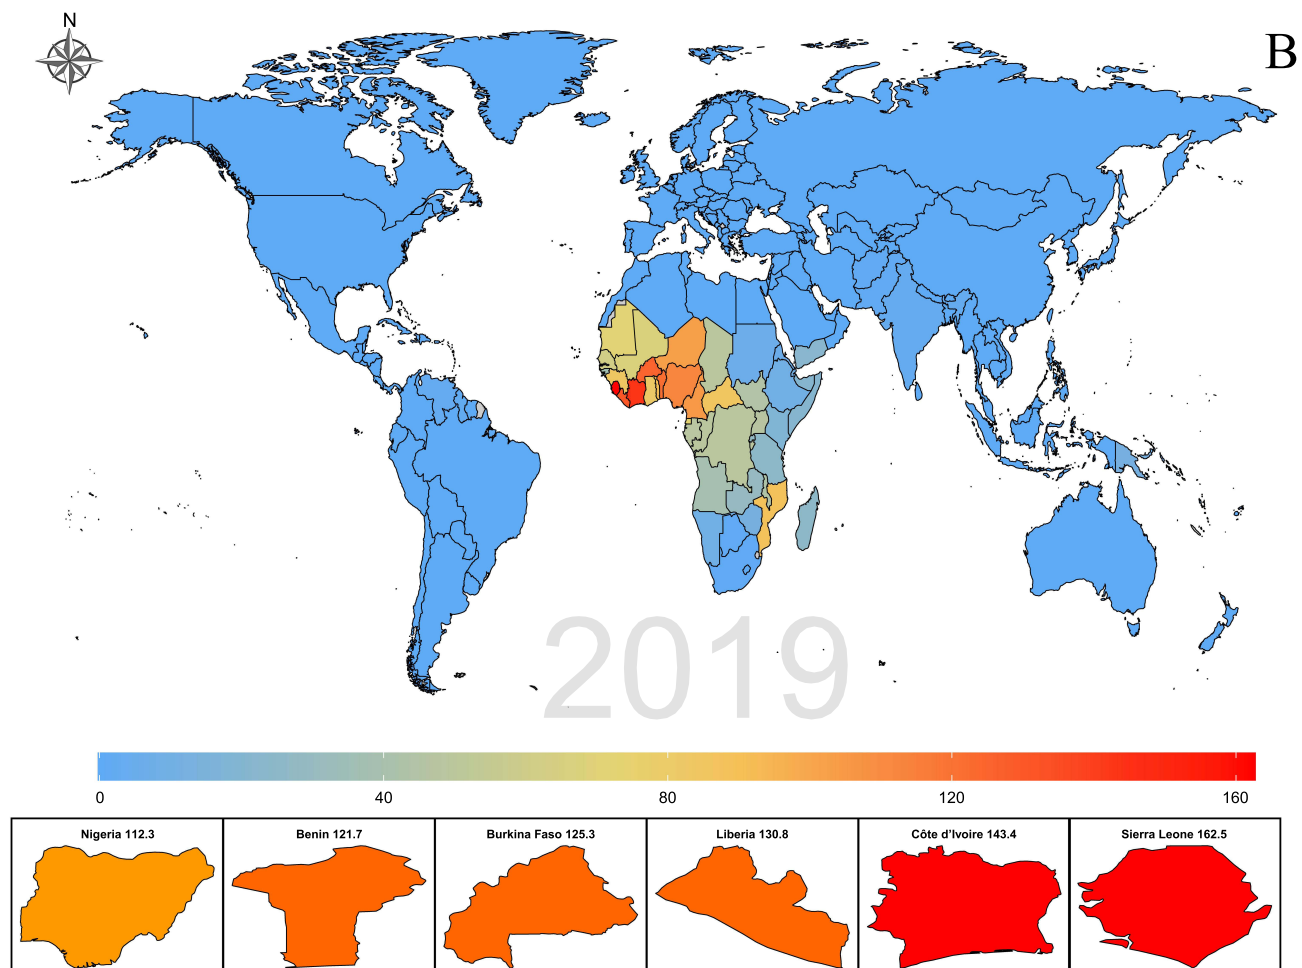 N
B
2019
0 40 80 120 160
Nigeria 112.3
Benin 121.7
Burkina Faso 125.3
Liberia 130.8
Côte d'Ivoire 143.4
Sierra Leone 162.5